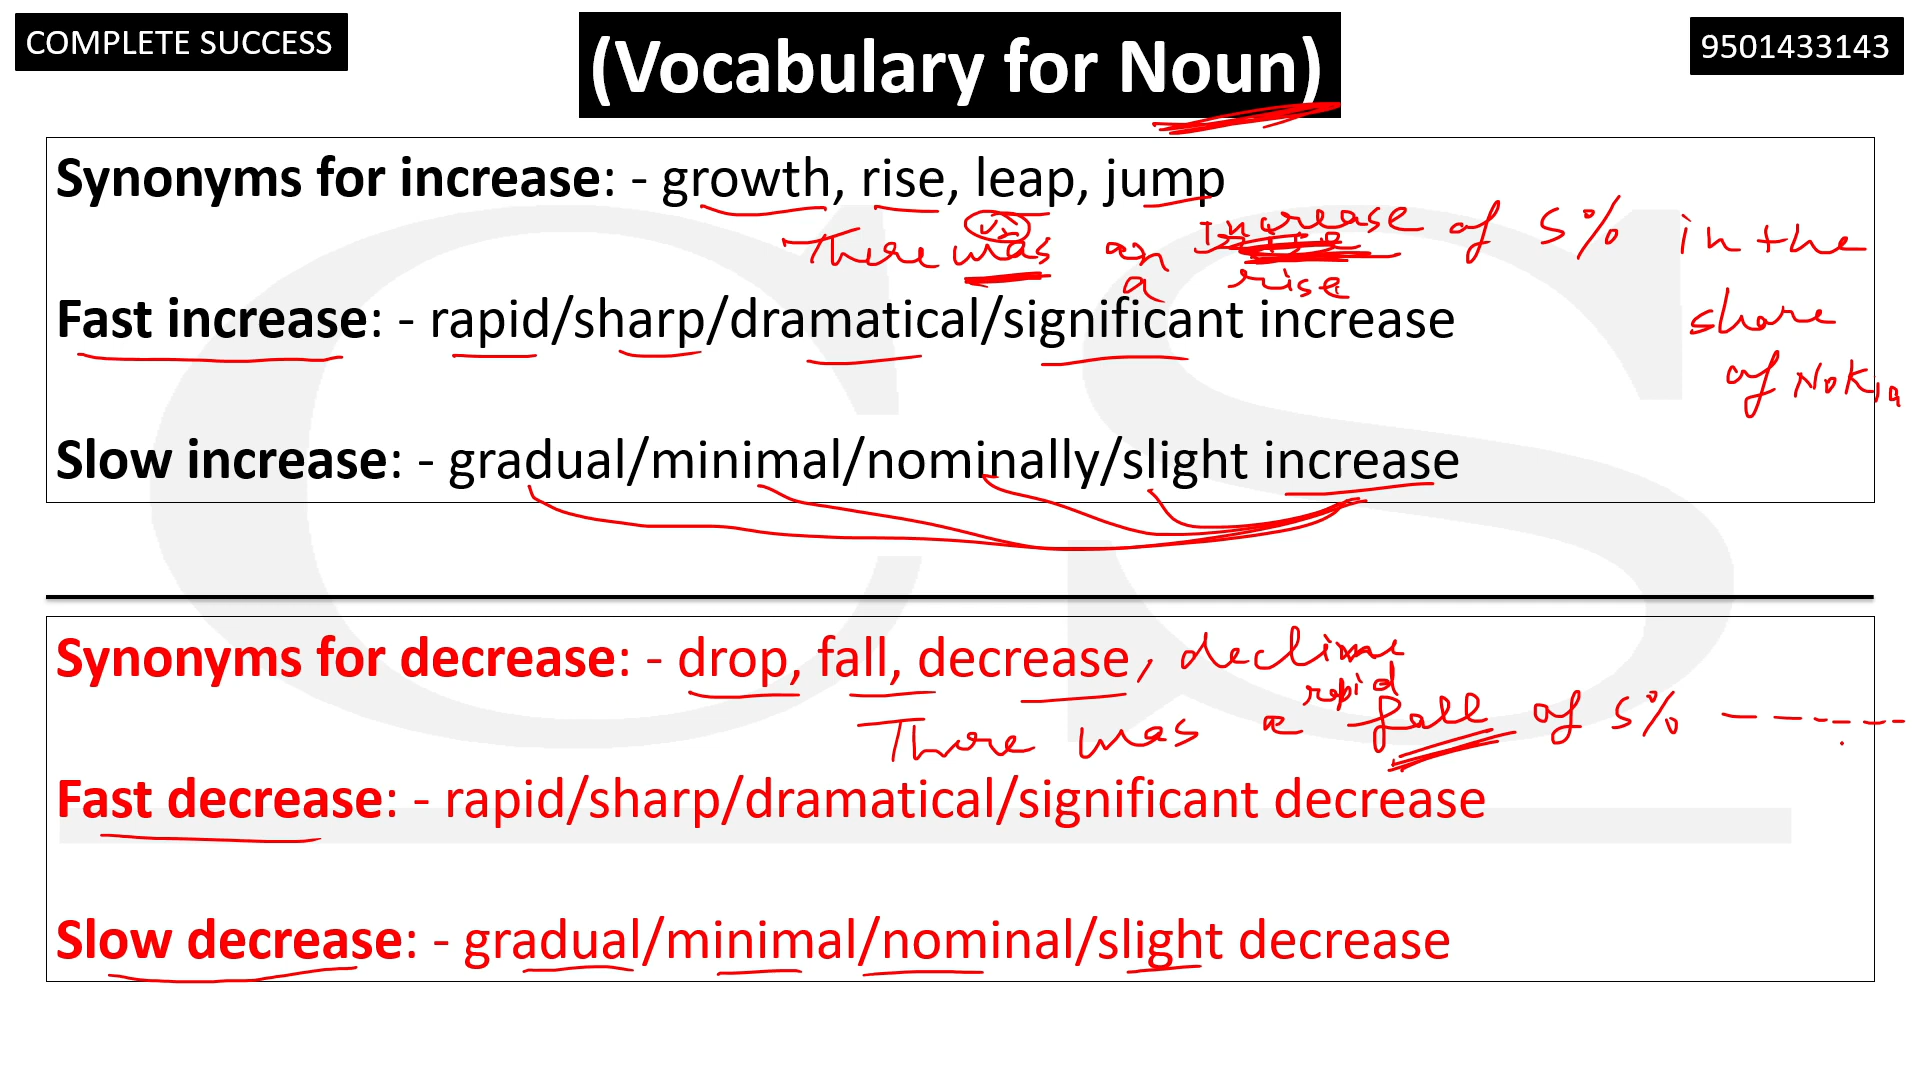 COMPLETE SUCCESS
(Vocabulary for Noun)
9501433143
Synonyms for increase: - growth, rise, leap, jump
There was an Increase of 5% in the
a rise
share
of Nokia
Fast increase: - rapid/sharp/dramatical/significant increase
Slow increase: - gradual/minimal/nominally/slight increase
Synonyms for decrease: - drop, fall, decrease, decline
rapid
There was a fall of 5% -------
Fast decrease: - rapid/sharp/dramatical/significant decrease
Slow decrease: - gradual/minimal/nominal/slight decrease